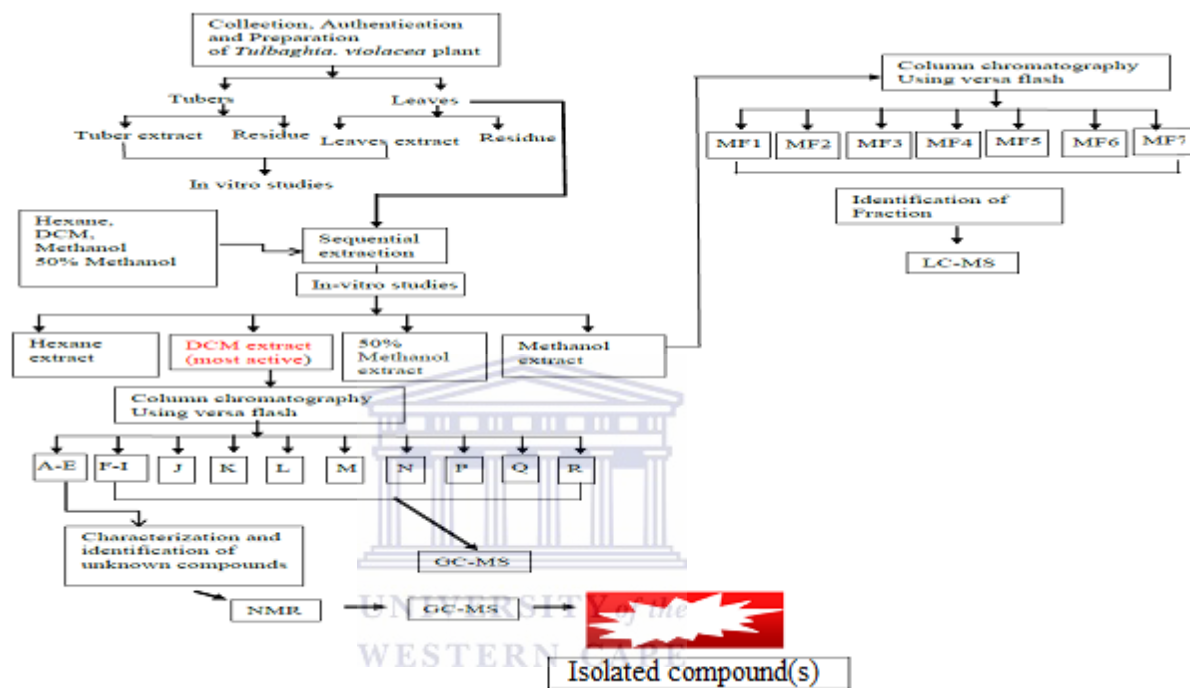 Collection, Authentication
and Preparation
of Tulbaghia. violacea plant
Tubers
Leaves
Tuber extract
Residue
Leaves extract
Residue
In vitro studies
Hexane,
DCM,
Methanol
50% Methanol
Sequential
extraction
In-vitro studies
Hexane
extract
DCM extract
(most active)
50%
Methanol
extract
Methanol
extract
Column chromatography
Using versa flash
A-E
F-I
J
K
L
M
N
P
Q
R
Characterization and
identification of
unknown compounds
GC-MS
NMR
GC-MS
Isolated compound(s)
Column chromatography
Using versa flash
MF1
MF2
MF3
MF4
MF5
MF6
MF7
Identification of
Fraction
LC-MS
UNIVERSITY of the
WESTERN CAPE